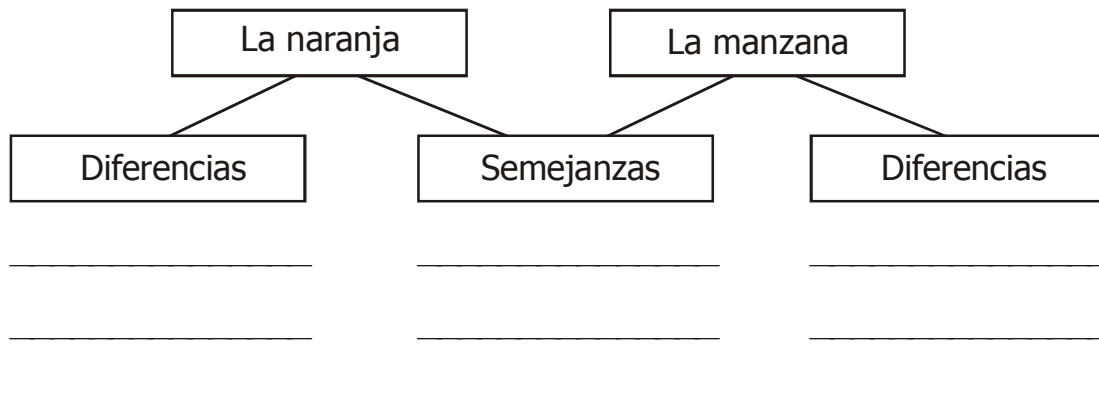 La naranja
La manzana
Diferencias
Semejanzas
Diferencias